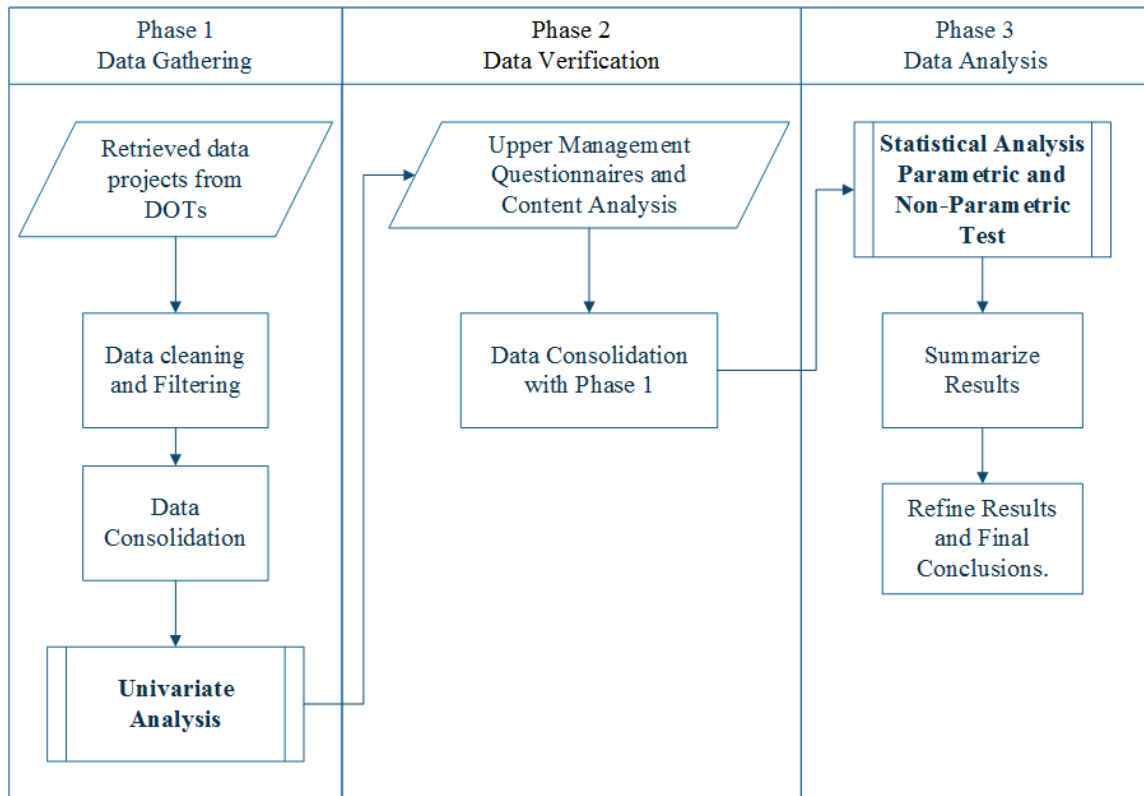 Phase 1
Data Gathering
Phase 2
Data Verification
Phase 3
Data Analysis
Retrieved data
projects from
DOTs
Data cleaning
and Filtering
Data
Consolidation
Univariate
Analysis
Upper Management
Questionnaires and
Content Analysis
Data Consolidation
with Phase 1
Statistical Analysis
Parametric and
Non-Parametric
Test
Summarize
Results
Refine Results
and Final
Conclusions.